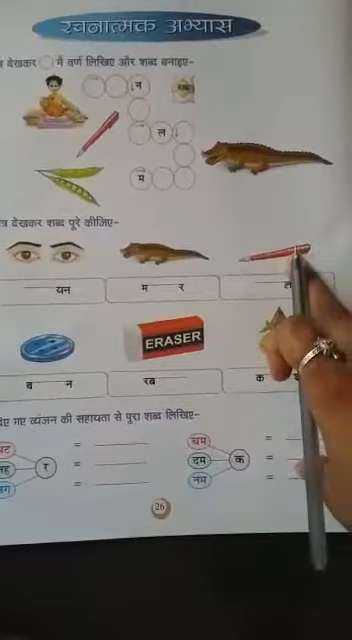 रचनात्मक अभ्यास
देखकर में वर्ण लिखिए और शब्द बनाइए-
न
ल
म
देखकर शब्द पूरे कीजिए-
यन म र ल
ERASER
ब न रब क
गए व्यंजन की सहायता से पूरा शब्द लिखिए-
= चम =
र = दम क =
= नम =
26